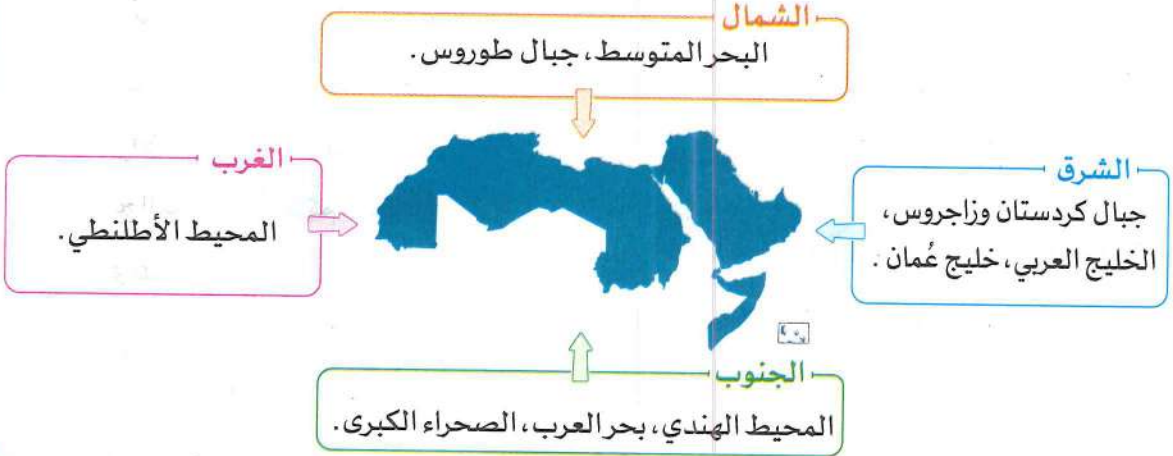 الشمال
البحر المتوسط، جبال طوروس.
الشرق
جبال كردستان وزاجروس،
الخليج العربي، خليج عُمان.
الغرب
المحيط الأطلنطي.
الجنوب
المحيط الهندي، بحر العرب، الصحراء الكبرى.